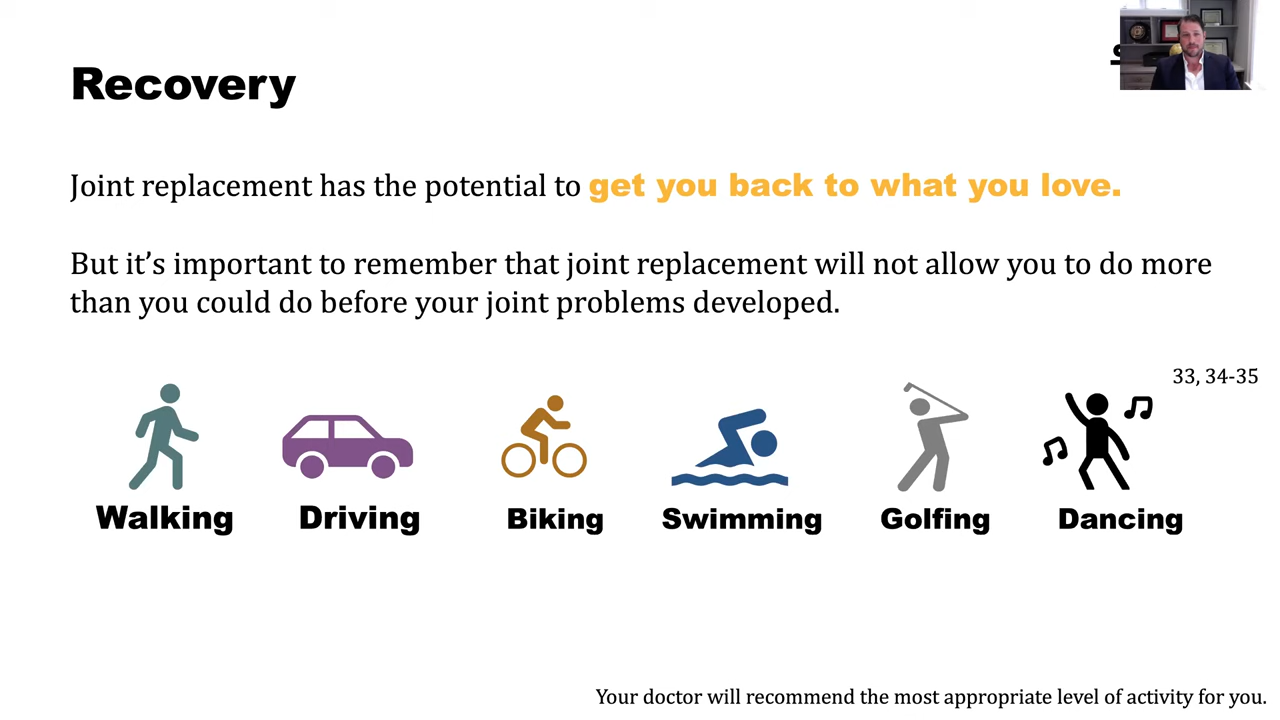 Recovery
Joint replacement has the potential to get you back to what you love.
But it’s important to remember that joint replacement will not allow you to do more
than you could do before your joint problems developed.
33, 34-35
Walking Driving Biking Swimming Golfing Dancing
Your doctor will recommend the most appropriate level of activity for you.